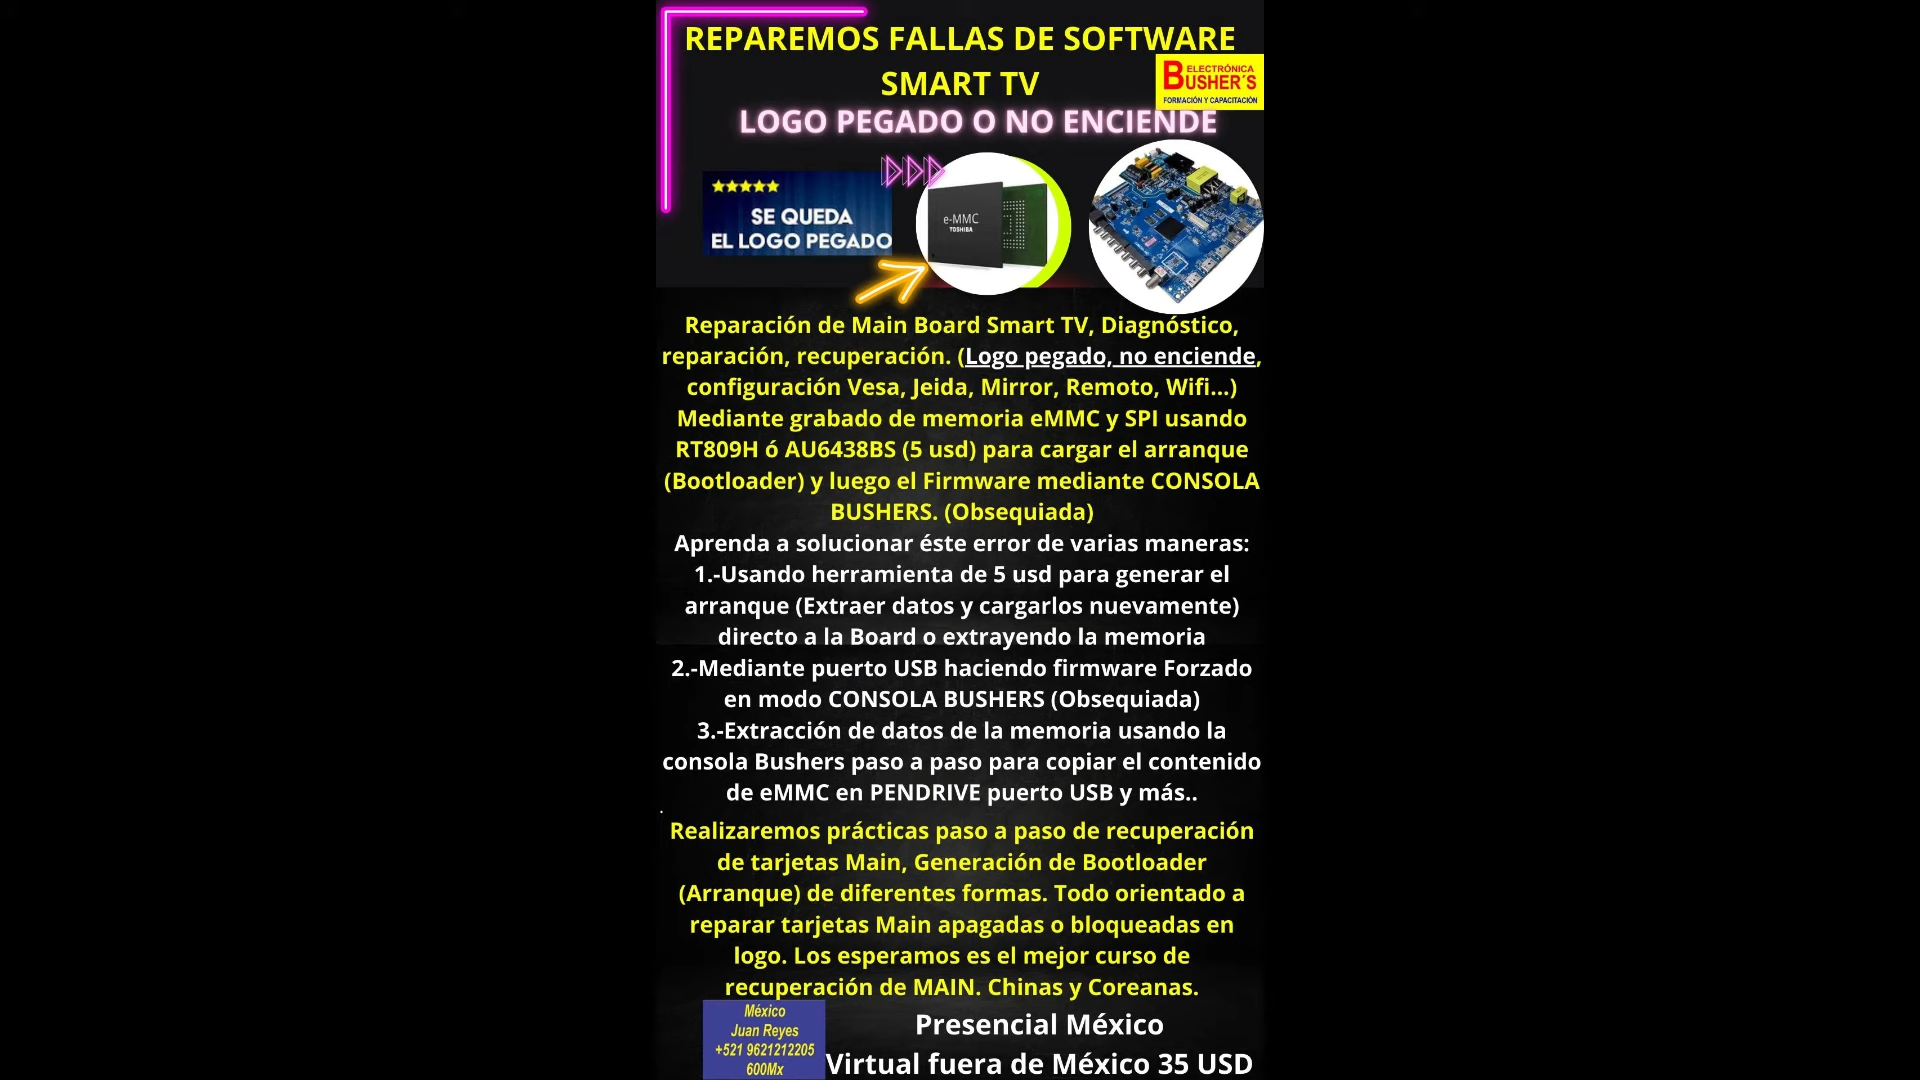 REPAREMOS FALLAS DE SOFTWARE
SMART TV
ELECTRÓNICA
BUSHER´S
FORMACIÓN Y CAPACITACIÓN
LOGO PEGADO O NO ENCIENDE
SE QUEDA
EL LOGO PEGADO
e-MMC
TOSHIBA
Reparación de Main Board Smart TV, Diagnóstico,
reparación, recuperación. (Logo pegado, no enciende,
configuración Vesa, Jeida, Mirror, Remoto, Wifi...)
Mediante grabado de memoria eMMC y SPI usando
RT809H ó AU6438BS (5 usd) para cargar el arranque
(Bootloader) y luego el Firmware mediante CONSOLA
BUSHERS. (Obsequiada)
Aprenda a solucionar éste error de varias maneras:
1.-Usando herramienta de 5 usd para generar el
arranque (Extraer datos y cargarlos nuevamente)
directo a la Board o extrayendo la memoria
2.-Mediante puerto USB haciendo firmware Forzado
en modo CONSOLA BUSHERS (Obsequiada)
3.-Extracción de datos de la memoria usando la
consola Bushers paso a paso para copiar el contenido
de eMMC en PENDRIVE puerto USB y más..
.
Realizaremos prácticas paso a paso de recuperación
de tarjetas Main, Generación de Bootloader
(Arranque) de diferentes formas. Todo orientado a
reparar tarjetas Main apagadas o bloqueadas en
logo. Los esperamos es el mejor curso de
recuperación de MAIN. Chinas y Coreanas.
México
Juan Reyes
+521 9621212205
600Mx
Presencial México
Virtual fuera de México 35 USD